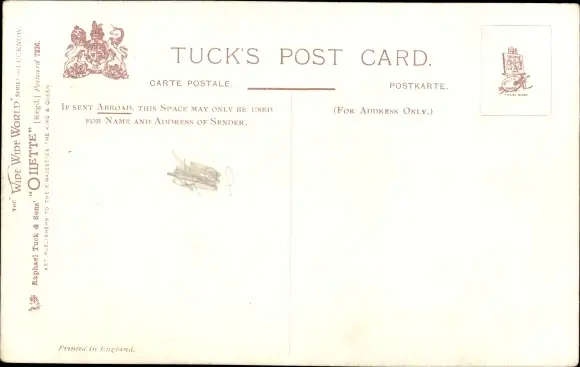 TUCK'S POST CARD.
CARTE POSTALE.
POSTKARTE.
IF SENT ABROAD, THIS SPACE MAY ONLY BE USED
FOR NAME AND ADDRESS OF SENDER.
(FOR ADDRESS ONLY.)
THE "WIDE WIDE WORLD" SERIES—LUCKNOW.
Raphael Tuck & Sons' "OILETTE" [Regd.] Postcard 7236.
ART PUBLISHERS TO THEIR MAJESTIES THE KING & QUEEN
TRADE MARK
Printed in England.